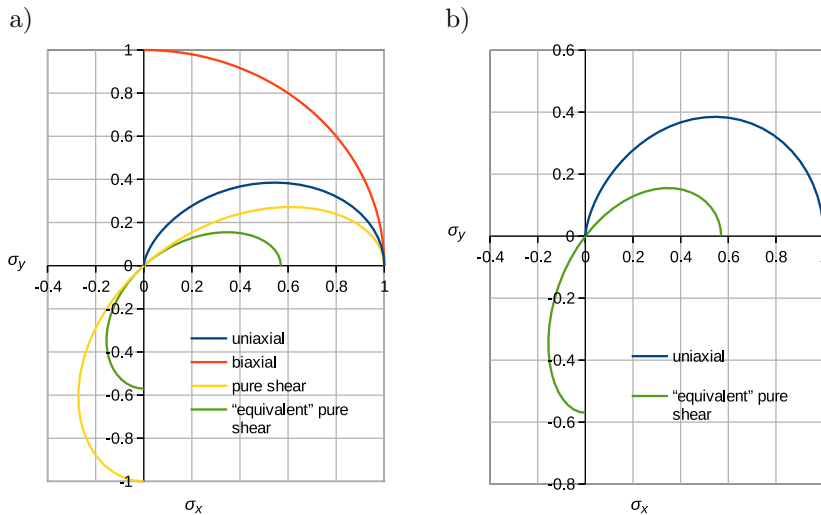 a)
1
0.8
0.6
0.4
0.2
0
-0.2
-0.4
-0.6
-0.8
-1
-0.4 -0.2 0 0.2 0.4 0.6 0.8 1
σy
σx
uniaxial
biaxial
pure shear
“equivalent” pure
shear
b)
0.6
0.4
0.2
0
-0.2
-0.4
-0.6
-0.8
-0.4 -0.2 0 0.2 0.4 0.6 0.8 1
σy
σx
uniaxial
“equivalent” pure
shear